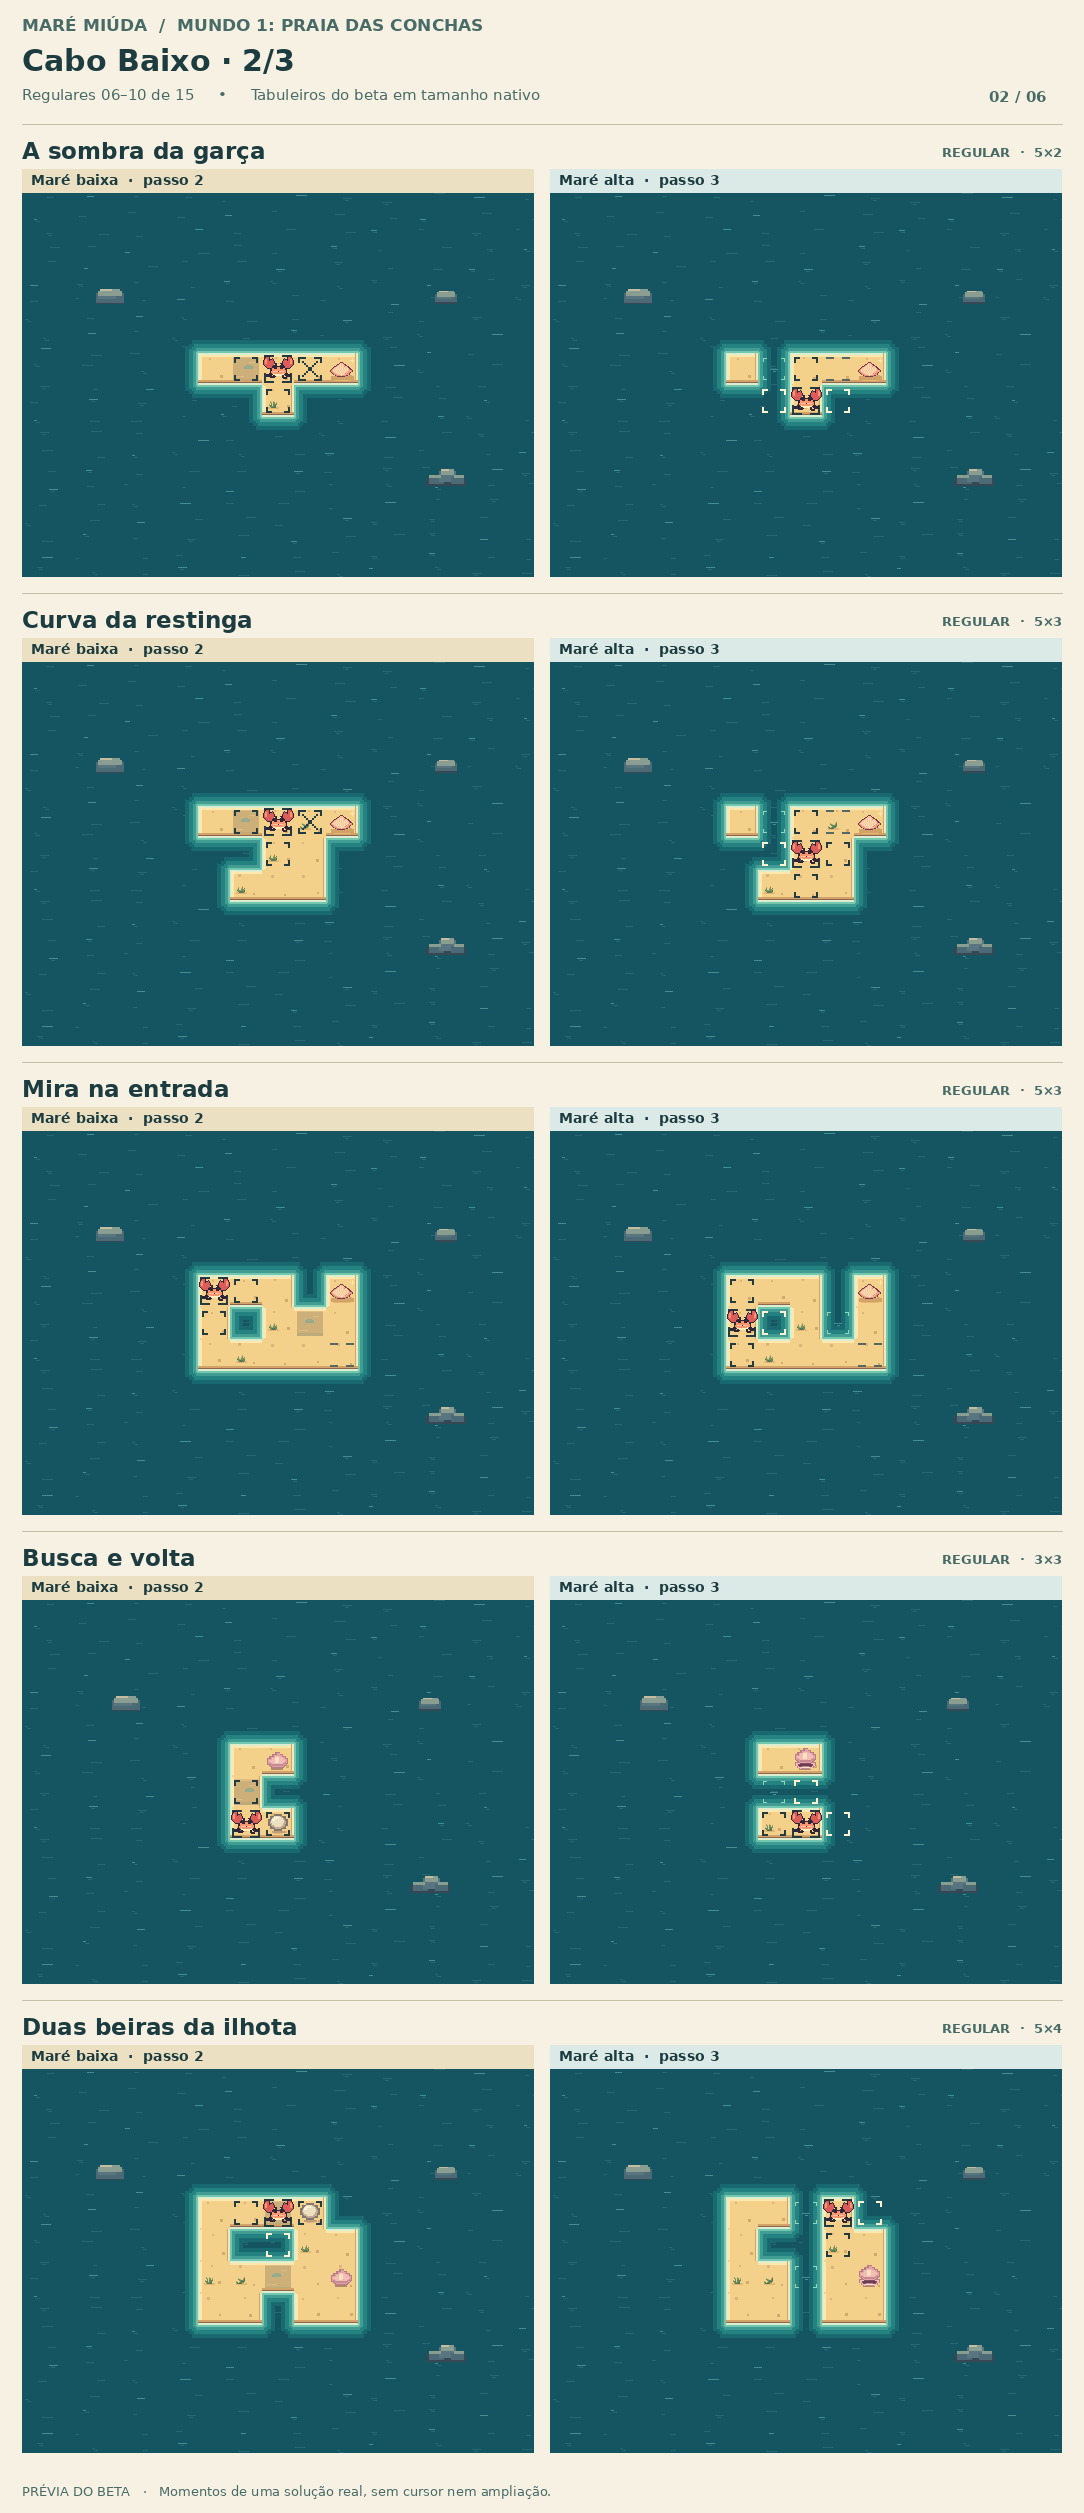 MARÉ MIÚDA / MUNDO 1: PRAIA DAS CONCHAS
Cabo Baixo · 2/3
Regulares 06–10 de 15 • Tabuleiros do beta em tamanho nativo
02 / 06
A sombra da garça
REGULAR · 5×2
Maré baixa · passo 2
Maré alta · passo 3
Curva da restinga
REGULAR · 5×3
Maré baixa · passo 2
Maré alta · passo 3
Mira na entrada
REGULAR · 5×3
Maré baixa · passo 2
Maré alta · passo 3
Busca e volta
REGULAR · 3×3
Maré baixa · passo 2
Maré alta · passo 3
Duas beiras da ilhota
REGULAR · 5×4
Maré baixa · passo 2
Maré alta · passo 3
PRÉVIA DO BETA · Momentos de uma solução real, sem cursor nem ampliação.